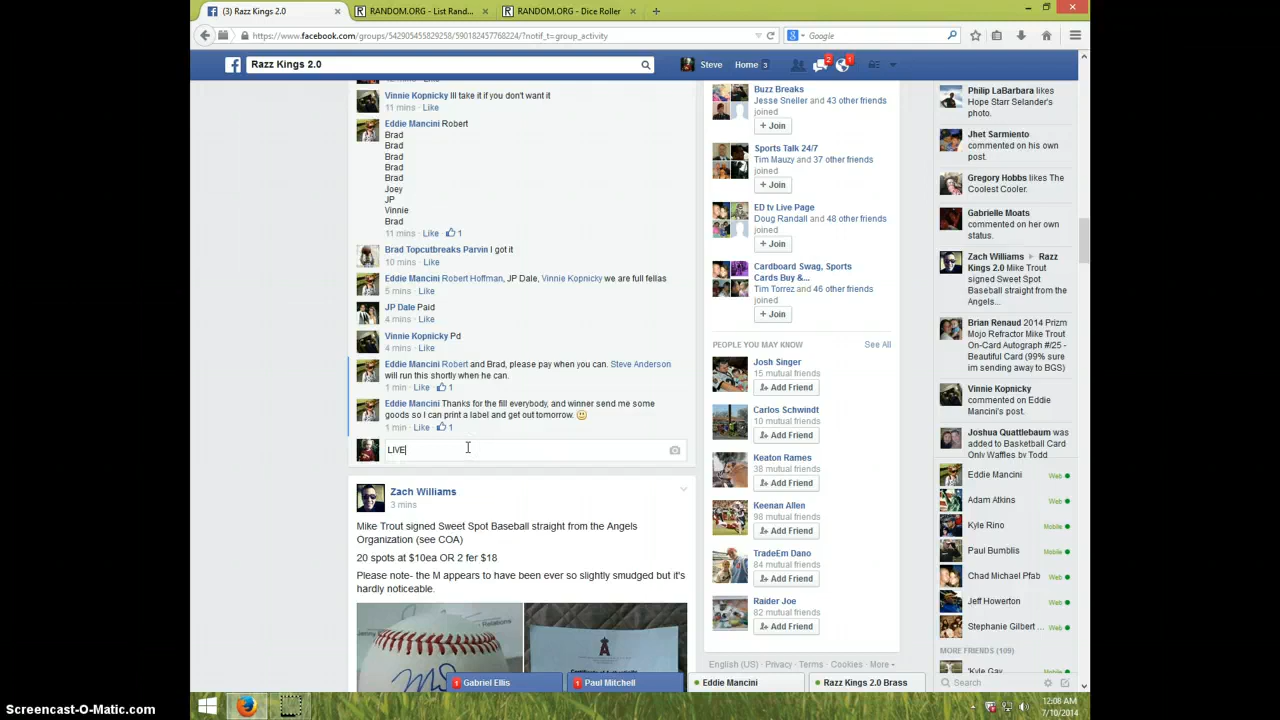 (3) Razz Kings 2.0
RANDOM.ORG - List Rand...
RANDOM.ORG - Dice Roller
https://www.facebook.com/groups/542905455829258/590182457768224/?notif_t=group_activity
Google
Razz Kings 2.0
Steve
Home 3
2
1
Vinnie Kopnicky Ill take it if you don't want it
11 mins · Like
Eddie Mancini Robert
Brad
Brad
Brad
Brad
Brad
Joey
JP
Vinnie
Brad
11 mins · Like · 1
Brad Topcutbreaks Parvin I got it
10 mins · Like
Eddie Mancini Robert Hoffman, JP Dale, Vinnie Kopnicky we are full fellas
5 mins · Like
JP Dale Paid
4 mins · Like
Vinnie Kopnicky Pd
4 mins · Like
Eddie Mancini Robert and Brad, please pay when you can. Steve Anderson
will run this shortly when he can.
1 min · Like · 1
Eddie Mancini Thanks for the fill everybody, and winner send me some
goods so I can print a label and get out tomorrow.
1 min · Like · 1
LIVE
Zach Williams
3 mins
Mike Trout signed Sweet Spot Baseball straight from the Angels
Organization (see COA)
20 spots at $10ea OR 2 fer $18
Please note- the M appears to have been ever so slightly smudged but it's
hardly noticeable.
Buzz Breaks
Jesse Sneller and 43 other friends
joined
+ Join
Sports Talk 24/7
Tim Mauzy and 37 other friends
joined
+ Join
ED tv Live Page
Doug Randall and 48 other friends
joined
+ Join
Cardboard Swag, Sports
Cards Buy &...
Tim Torrez and 46 other friends
joined
+ Join
PEOPLE YOU MAY KNOW
See All
Josh Singer
15 mutual friends
Add Friend
Carlos Schwindt
10 mutual friends
Add Friend
Keaton Rames
38 mutual friends
Add Friend
Keenan Allen
98 mutual friends
Add Friend
TradeEm Dano
84 mutual friends
Add Friend
Raider Joe
82 mutual friends
Add Friend
English (US) · Privacy · Terms · Cookies · More
Philip LaBarbara likes
Hope Starr Selander's
photo.
Jhet Sarmiento
commented on his own
post.
Gregory Hobbs likes The
Coolest Cooler.
Gabrielle Moats
commented on her own
status.
Zach Williams ▸ Razz
Kings 2.0 Mike Trout
signed Sweet Spot
Baseball straight from the
Angels...
Brian Renaud 2014 Prizm
Mojo Refractor Mike Trout
On-Card Autograph #/25 -
Beautiful Card (99% sure
im sending away to BGS)
Vinnie Kopnicky
commented on Eddie
Mancini's post.
Joshua Quattlebaum was
added to Basketball Card
Only Waffles by Todd
Eddie Mancini Web
Adam Atkins Web
Kyle Rino Mobile
Paul Bumblis Mobile
Chad Michael Pfab Web
Jeff Howerton Web
Stephanie Gilbert ... Web
MORE FRIENDS (109)
Kyle Gay
Mobile
Search
1 Gabriel Ellis
1 Paul Mitchell
Eddie Mancini
Razz Kings 2.0 Brass
12:08 AM
7/10/2014
Screencast-O-Matic.com